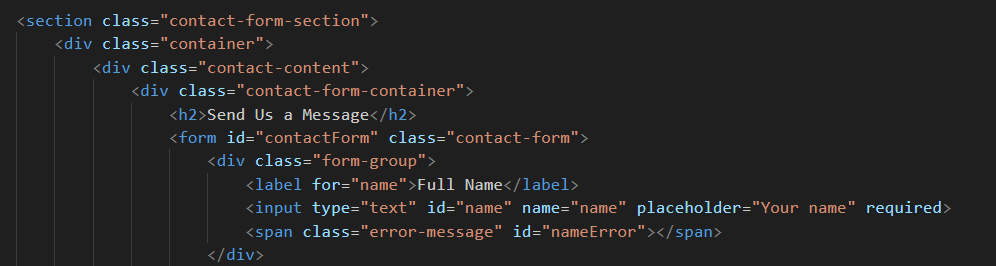 <section class="contact-form-section">
<div class="container">
<div class="contact-content">
<div class="contact-form-container">
<h2>Send Us a Message</h2>
<form id="contactForm" class="contact-form">
<div class="form-group">
<label for="name">Full Name</label>
<input type="text" id="name" name="name" placeholder="Your name" required>
<span class="error-message" id="nameError"></span>
</div>